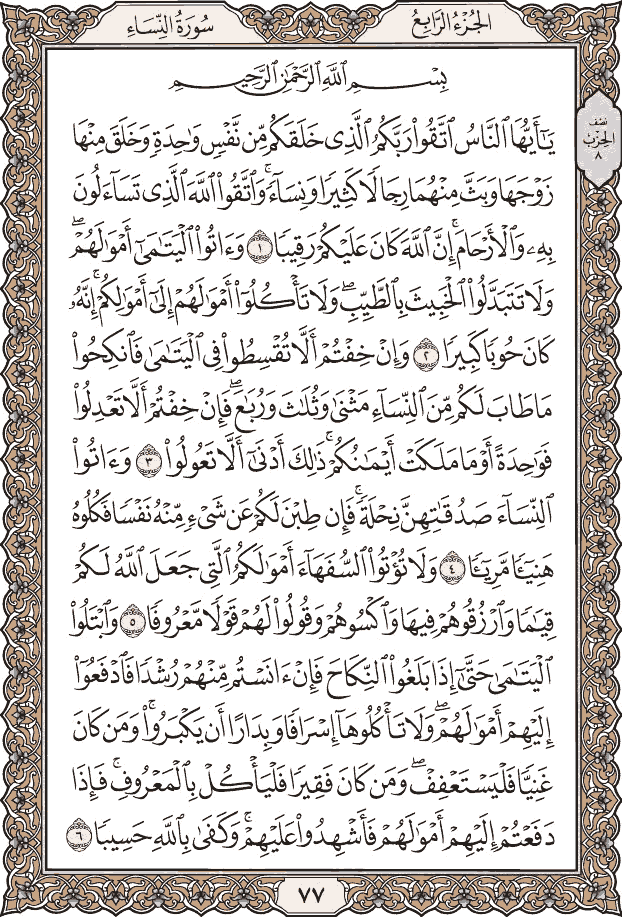 الجُزْءُ الرَّابِعُ
سُورَةُ النِّسَاءِ
نصف
الحِزْب
٨
بِسْمِ ٱللَّهِ ٱلرَّحْمَٰنِ ٱلرَّحِيمِ
يَٰٓأَيُّهَا ٱلنَّاسُ ٱتَّقُوا۟ رَبَّكُمُ ٱلَّذِى خَلَقَكُم مِّن نَّفْسٍ وَٰحِدَةٍ وَخَلَقَ مِنْهَا
زَوْجَهَا وَبَثَّ مِنْهُمَا رِجَالًا كَثِيرًا وَنِسَآءً ۚ وَٱتَّقُوا۟ ٱللَّهَ ٱلَّذِى تَسَآءَلُونَ
بِهِۦ وَٱلْأَرْحَامَ ۚ إِنَّ ٱللَّهَ كَانَ عَلَيْكُمْ رَقِيبًا ١ وَءَاتُوا۟ ٱلْيَتَٰمَىٰٓ أَمْوَٰلَهُمْ ۖ
وَلَا تَتَبَدَّلُوا۟ ٱلْخَبِيثَ بِٱلطَّيِّبِ ۖ وَلَا تَأْكُلُوٓا۟ أَمْوَٰلَهُمْ إِلَىٰٓ أَمْوَٰلِكُمْ ۚ إِنَّهُۥ
كَانَ حُوبًا كَبِيرًا ٢ وَإِنْ خِفْتُمْ أَلَّا تُقْسِطُوا۟ فِى ٱلْيَتَٰمَىٰ فَٱنكِحُوا۟
مَا طَابَ لَكُم مِّنَ ٱلنِّسَآءِ مَثْنَىٰ وَثُلَٰثَ وَرُبَٰعَ ۖ فَإِنْ خِفْتُمْ أَلَّا تَعْدِلُوا۟
فَوَٰحِدَةً أَوْ مَا مَلَكَتْ أَيْمَٰنُكُمْ ۚ ذَٰلِكَ أَدْنَىٰٓ أَلَّا تَعُولُوا۟ ٣ وَءَاتُوا۟
ٱلنِّسَآءَ صَدُقَٰتِهِنَّ نِحْلَةً ۚ فَإِن طِبْنَ لَكُمْ عَن شَىْءٍ مِّنْهُ نَفْسًا فَكُلُوهُ
هَنِيٓـًٔا مَّرِيٓـًٔا ٤ وَلَا تُؤْتُوا۟ ٱلسُّفَهَآءَ أَمْوَٰلَكُمُ ٱلَّتِى جَعَلَ ٱللَّهُ لَكُمْ
قِيَٰمًا وَٱرْزُقُوهُمْ فِيهَا وَٱكْسُوهُمْ وَقُولُوا۟ لَهُمْ قَوْلًا مَّعْرُوفًا ٥ وَٱبْتَلُوا۟
ٱلْيَتَٰمَىٰ حَتَّىٰٓ إِذَا بَلَغُوا۟ ٱلنِّكَاحَ فَإِنْ ءَانَسْتُم مِّنْهُمْ رُشْدًا فَٱدْفَعُوٓا۟
إِلَيْهِمْ أَمْوَٰلَهُمْ ۖ وَلَا تَأْكُلُوهَآ إِسْرَافًا وَبِدَارًا أَن يَكْبَرُوا۟ ۚ وَمَن كَانَ
غَنِيًّا فَلْيَسْتَعْفِفْ ۖ وَمَن كَانَ فَقِيرًا فَلْيَأْكُلْ بِٱلْمَعْرُوفِ ۚ فَإِذَا
دَفَعْتُمْ إِلَيْهِمْ أَمْوَٰلَهُمْ فَأَشْهِدُوا۟ عَلَيْهِمْ ۚ وَكَفَىٰ بِٱللَّهِ حَسِيبًا ٦
٧٧